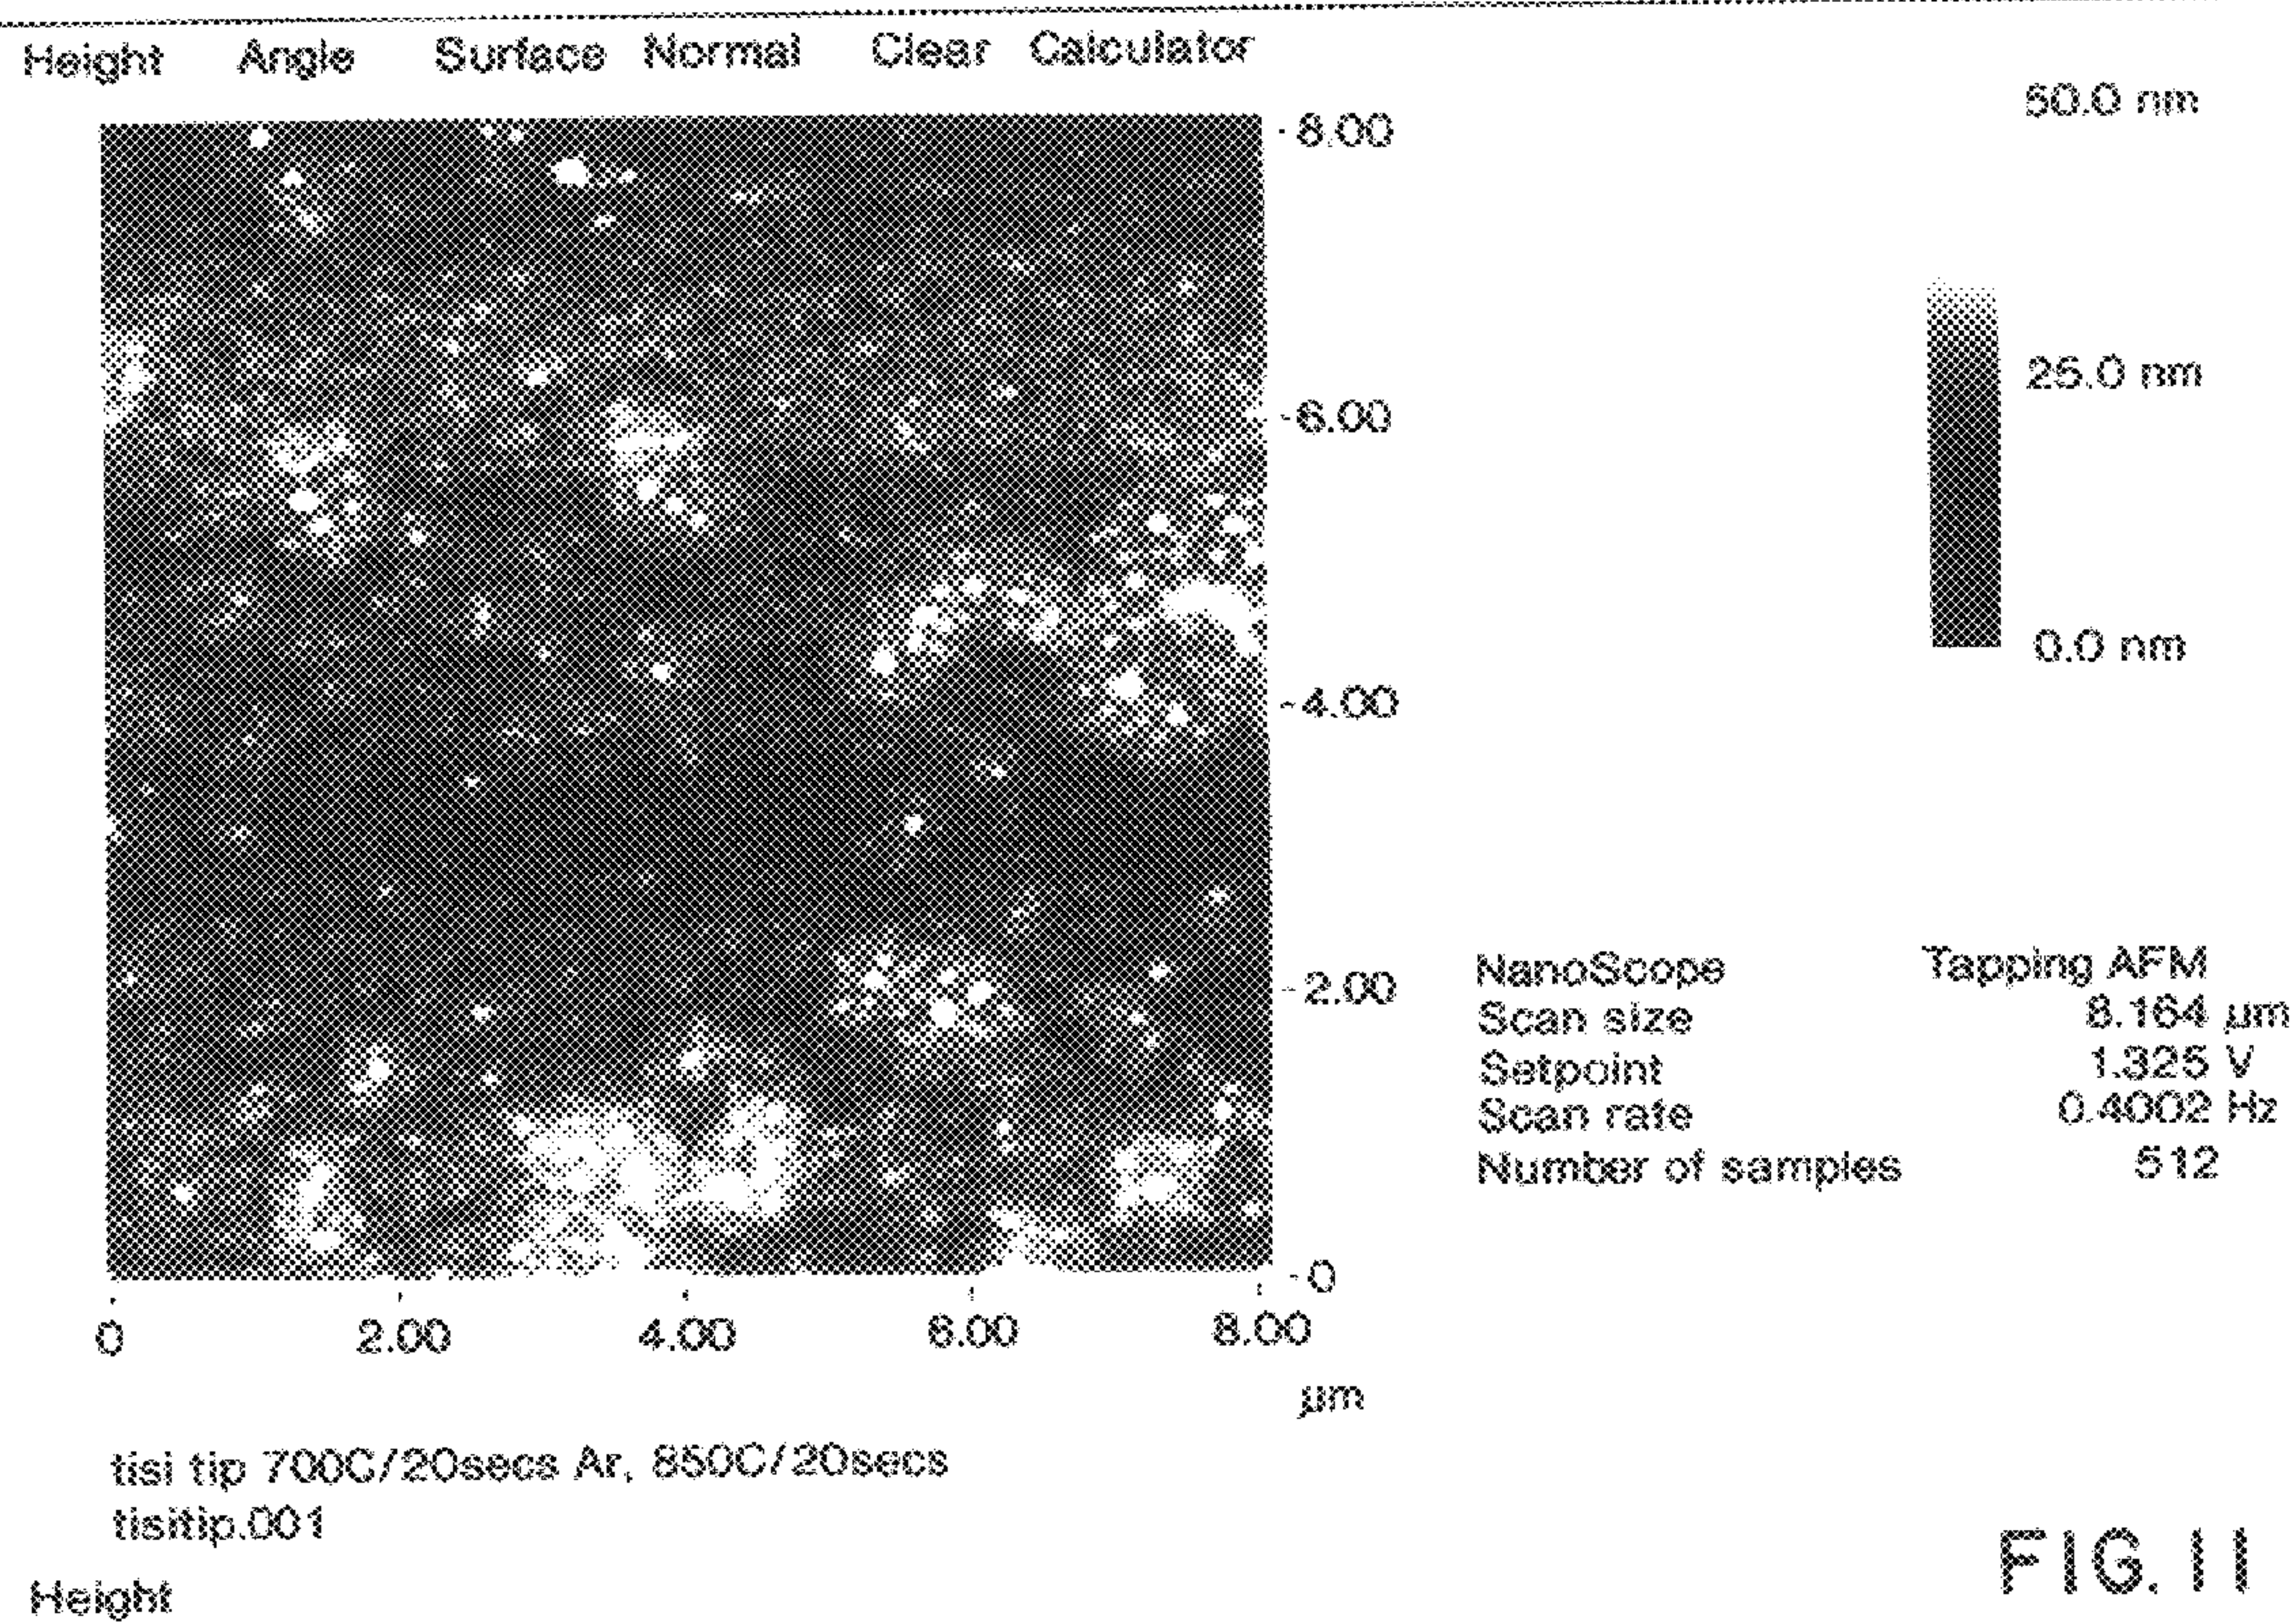 Height Angle Surface Normal Clear Calculator
50.0 nm
25.0 nm
0.0 nm
8.00
6.00
4.00
2.00
0
0 2.00 4.00 6.00 8.00
µm
NanoScope Tapping AFM
Scan size 8.164 µm
Setpoint 1.325 V
Scan rate 0.4002 Hz
Number of samples 512
tisi tip 700C/20secs Ar, 850C/20secs
tisitip.001
Height
FIG. 11